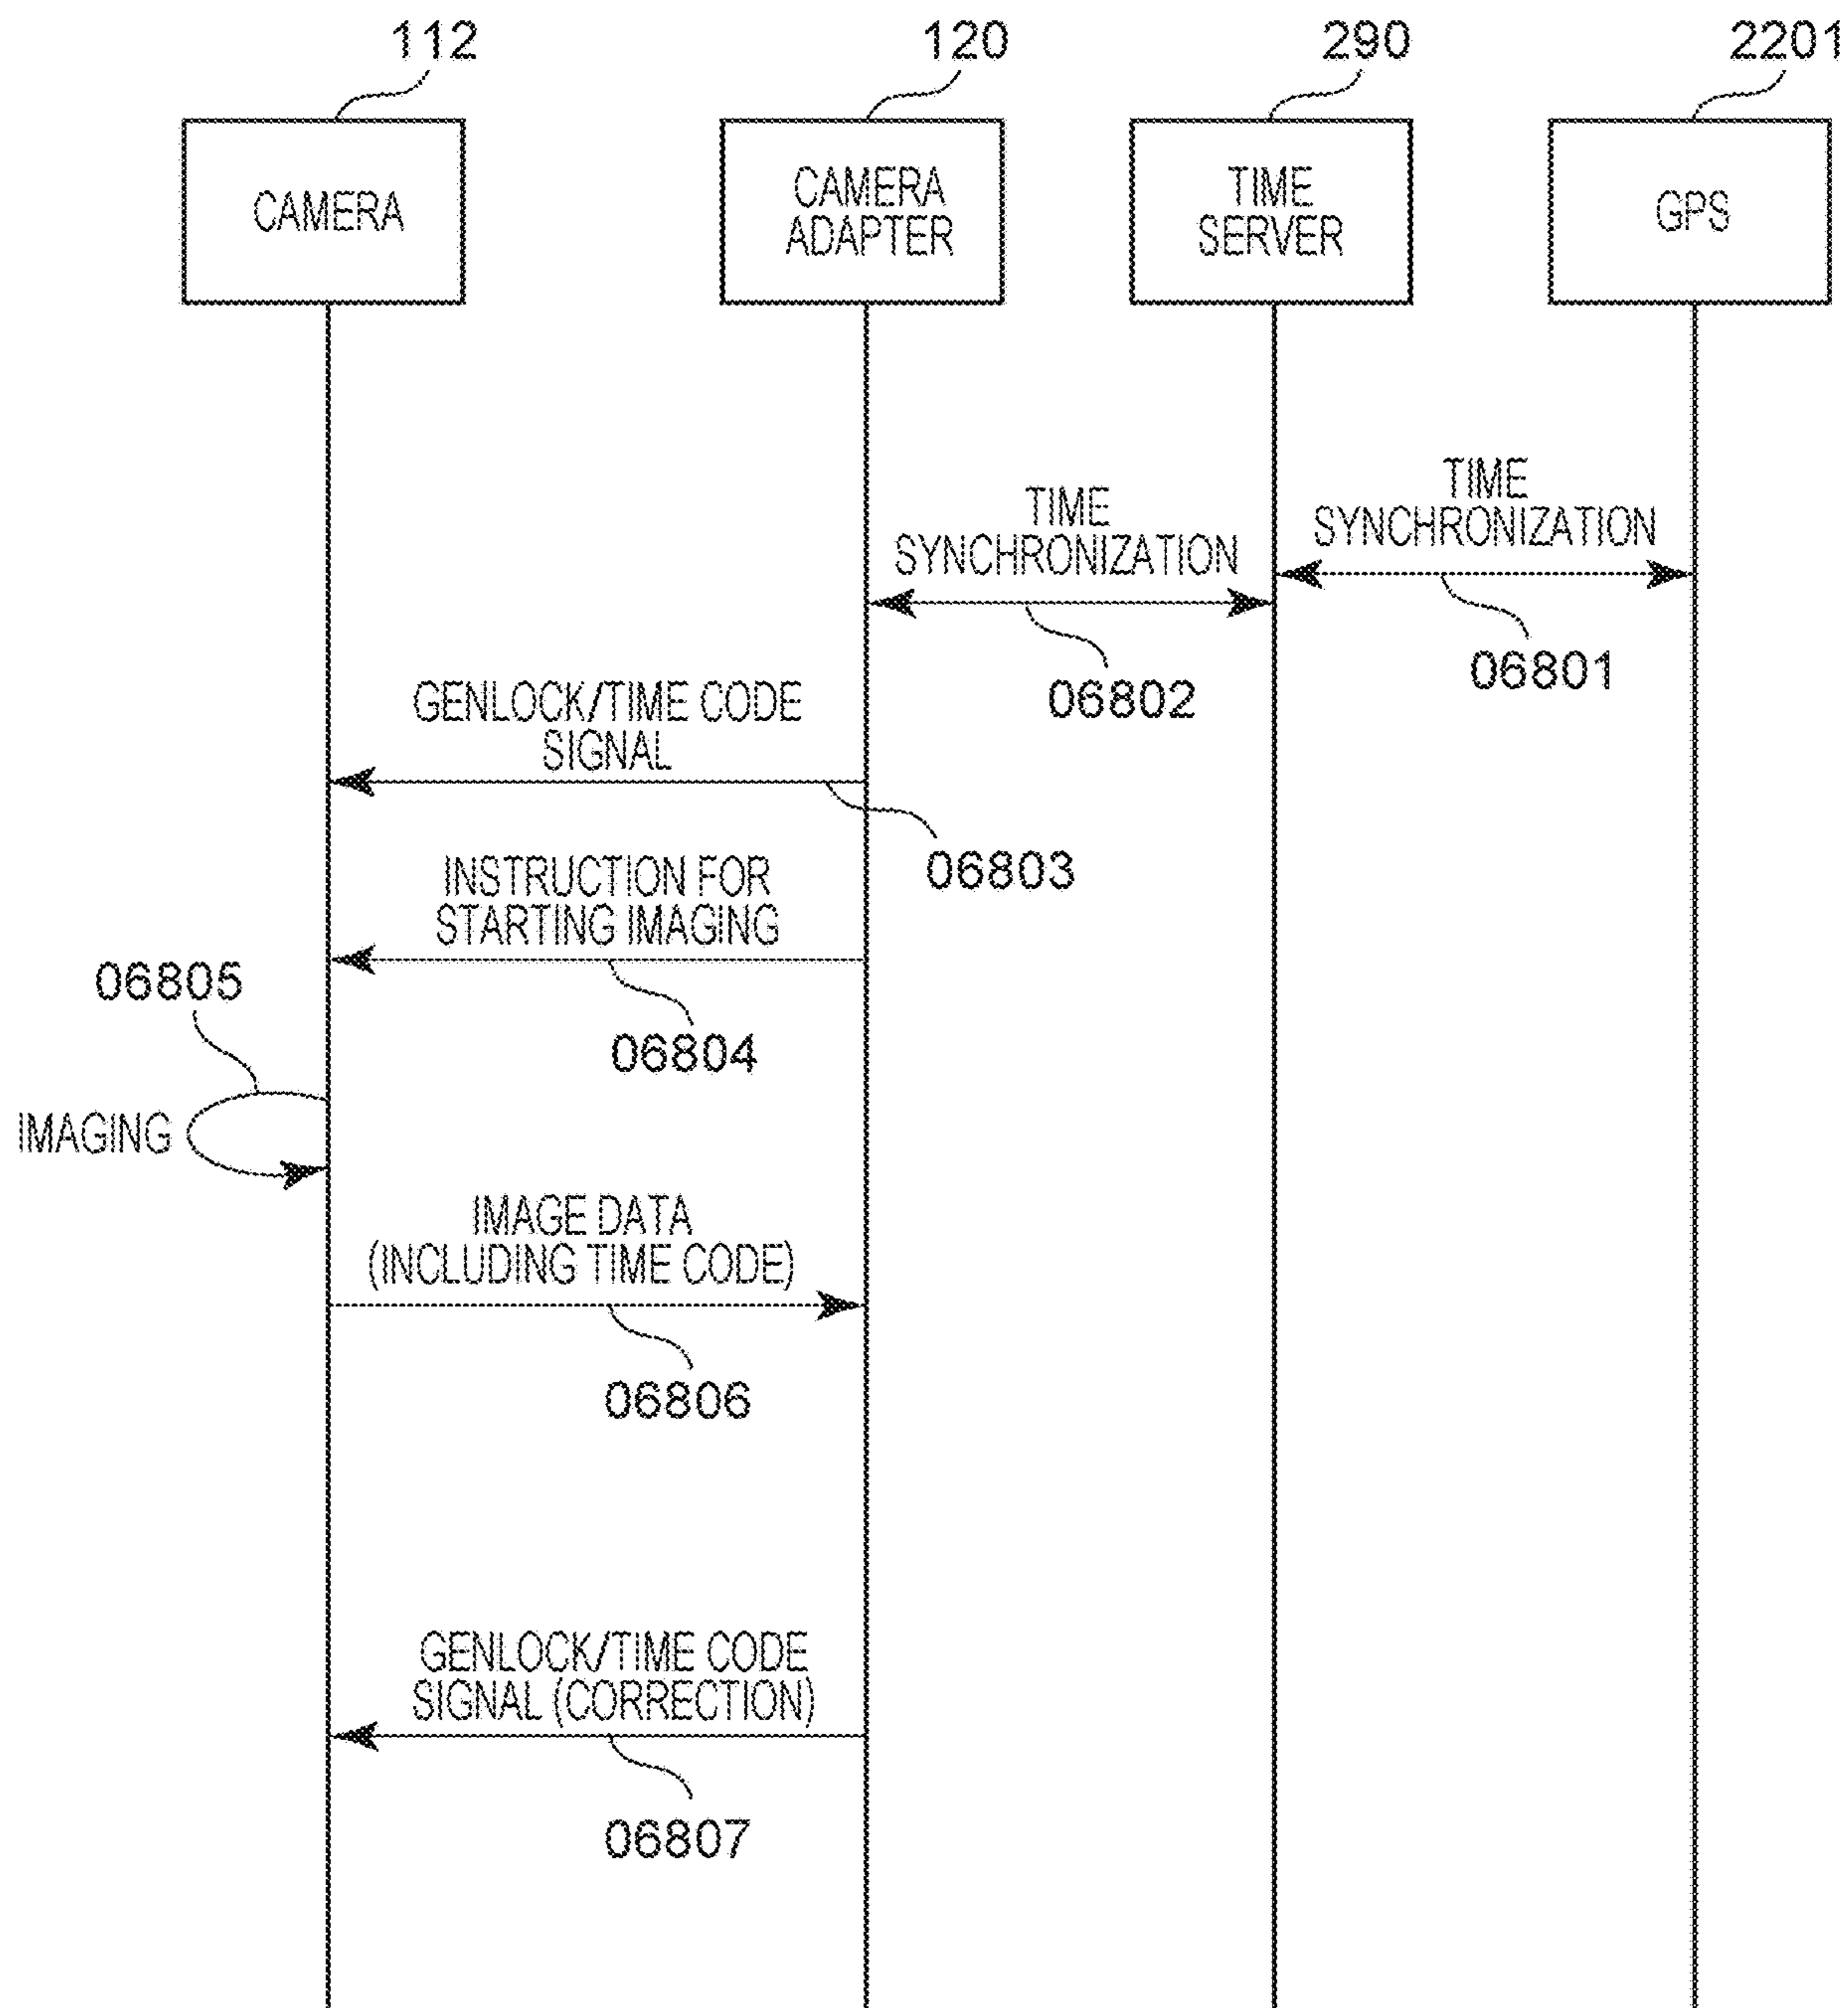 112
120
290
2201
CAMERA
CAMERA
ADAPTER
TIME
SERVER
GPS
TIME
SYNCHRONIZATION
06801
TIME
SYNCHRONIZATION
06802
GENLOCK/TIME CODE
SIGNAL
06803
INSTRUCTION FOR
STARTING IMAGING
06804
06805
IMAGING
IMAGE DATA
(INCLUDING TIME CODE)
06806
GENLOCK/TIME CODE
SIGNAL (CORRECTION)
06807